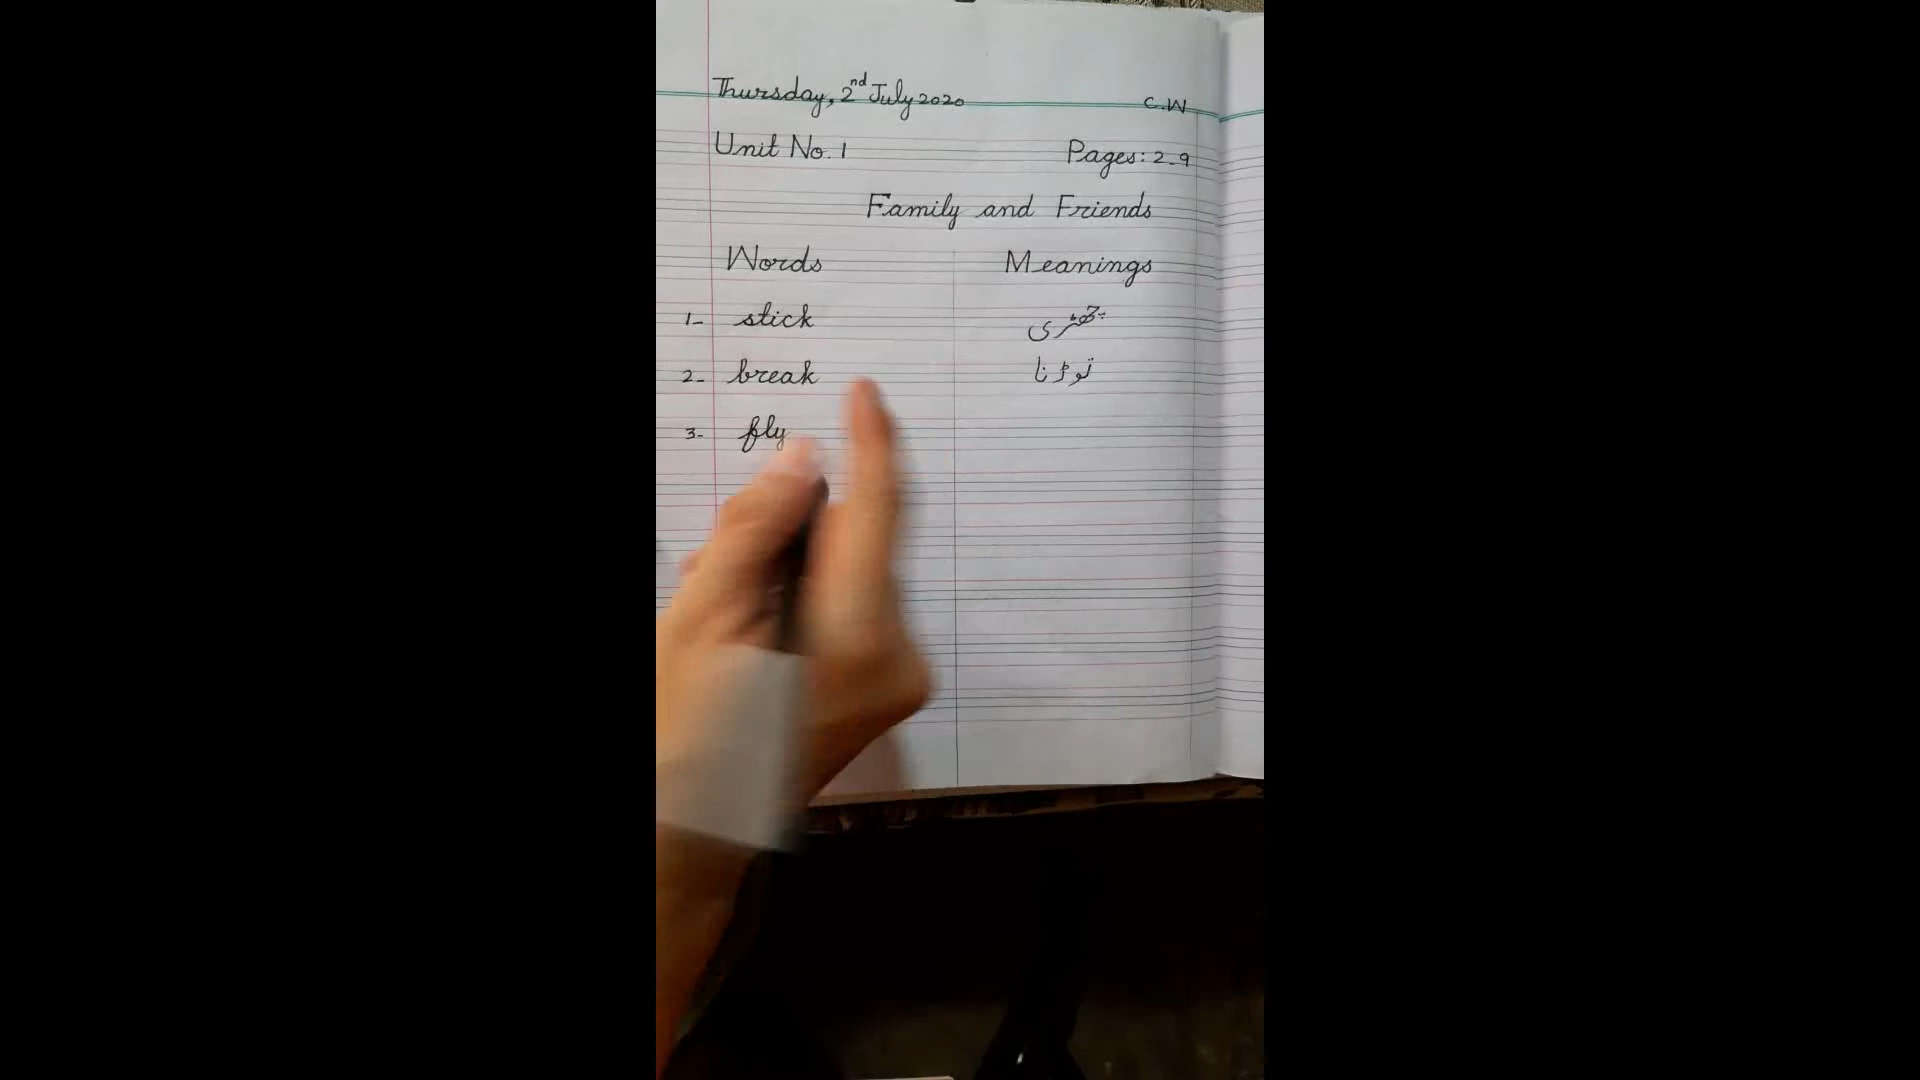 Thursday, 2nd July 2020 C.W
Unit No. 1 Pages: 2-9
Family and Friends
Words Meanings
1- stick چھڑی
2- break توڑنا
3- fly